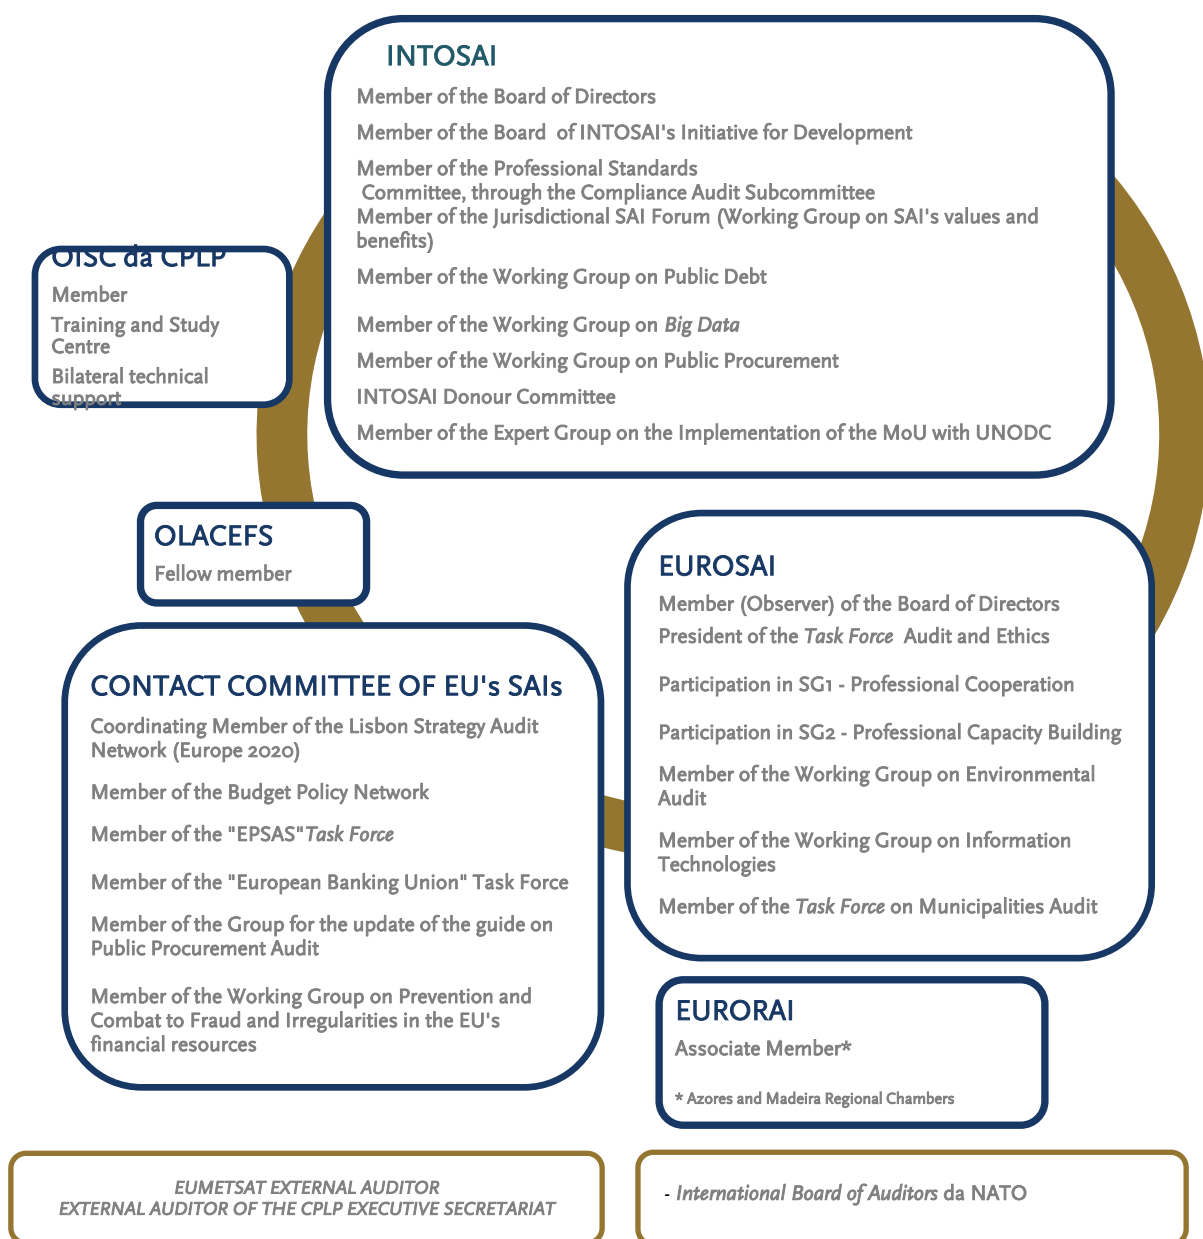 INTOSAI
Member of the Board of Directors
Member of the Board of INTOSAI's Initiative for Development
Member of the Professional Standards
Committee, through the Compliance Audit Subcommittee
Member of the Jurisdictional SAI Forum (Working Group on SAI's values and
benefits)
Member of the Working Group on Public Debt
Member of the Working Group on Big Data
Member of the Working Group on Public Procurement
INTOSAI Donour Committee
Member of the Expert Group on the Implementation of the MoU with UNODC
OISC da CPLP
Member
Training and Study
Centre
Bilateral technical
support
OLACEFS
Fellow member
EUROSAI
Member (Observer) of the Board of Directors
President of the Task Force Audit and Ethics
Participation in SG1 - Professional Cooperation
Participation in SG2 - Professional Capacity Building
Member of the Working Group on Environmental
Audit
Member of the Working Group on Information
Technologies
Member of the Task Force on Municipalities Audit
CONTACT COMMITTEE OF EU's SAIs
Coordinating Member of the Lisbon Strategy Audit
Network (Europe 2020)
Member of the Budget Policy Network
Member of the "EPSAS"Task Force
Member of the "European Banking Union" Task Force
Member of the Group for the update of the guide on
Public Procurement Audit
Member of the Working Group on Prevention and
Combat to Fraud and Irregularities in the EU's
financial resources
EURORAI
Associate Member*
* Azores and Madeira Regional Chambers
EUMETSAT EXTERNAL AUDITOR
EXTERNAL AUDITOR OF THE CPLP EXECUTIVE SECRETARIAT
- International Board of Auditors da NATO